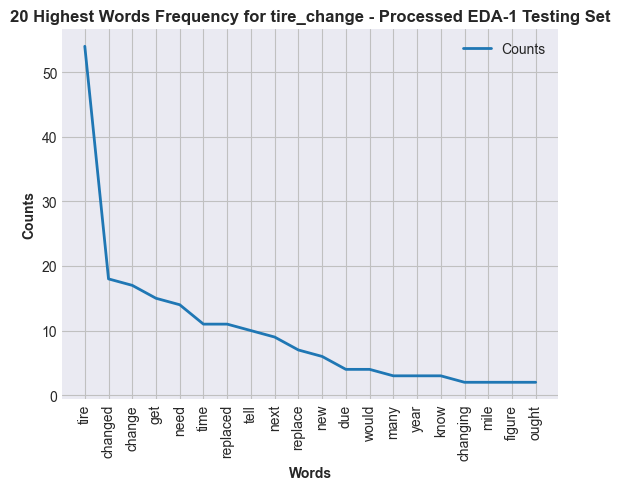 20 Highest Words Frequency for tire_change - Processed EDA-1 Testing Set
Counts
50
40
30
20
10
0
Counts
tire
changed
change
get
need
time
replaced
tell
next
replace
new
due
would
many
year
know
changing
mile
figure
ought
Words